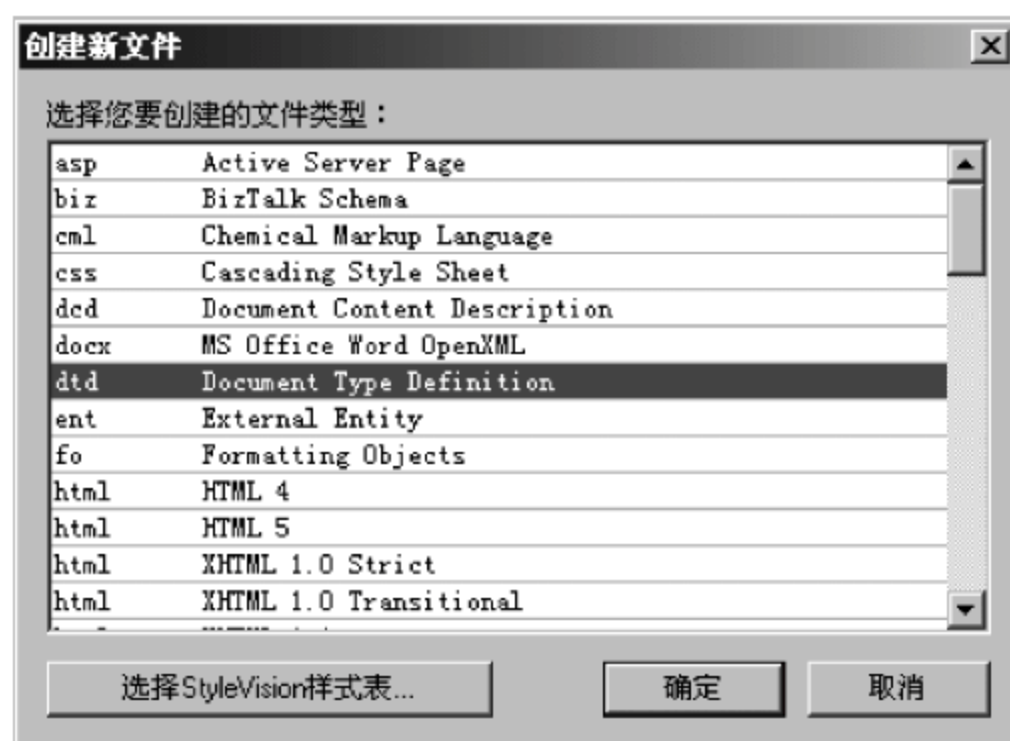 创建新文件
选择您要创建的文件类型：
asp Active Server Page
biz BizTalk Schema
cml Chemical Markup Language
css Cascading Style Sheet
dcd Document Content Description
docx MS Office Word OpenXML
dtd Document Type Definition
ent External Entity
fo Formatting Objects
html HTML 4
html HTML 5
html XHTML 1.0 Strict
html XHTML 1.0 Transitional
选择StyleVision样式表... 确定 取消